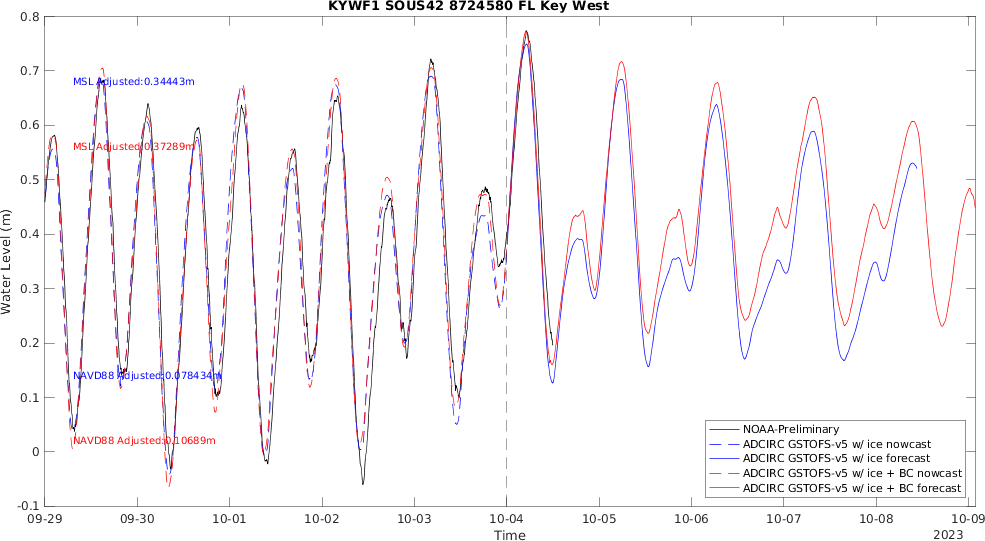 KYWF1 SOUS42 8724580 FL Key West
0.8
0.7
0.6
0.5
0.4
0.3
0.2
0.1
0
-0.1
Water Level (m)
MSL Adjusted:0.34443m
MSL Adjusted:0.37289m
NAVD88 Adjusted:0.078434m
NAVD88 Adjusted:0.10689m
NOAA-Preliminary
ADCIRC GSTOFS-v5 w/ ice nowcast
ADCIRC GSTOFS-v5 w/ ice forecast
ADCIRC GSTOFS-v5 w/ ice + BC nowcast
ADCIRC GSTOFS-v5 w/ ice + BC forecast
09-29 09-30 10-01 10-02 10-03 10-04 10-05 10-06 10-07 10-08 10-09
Time
2023